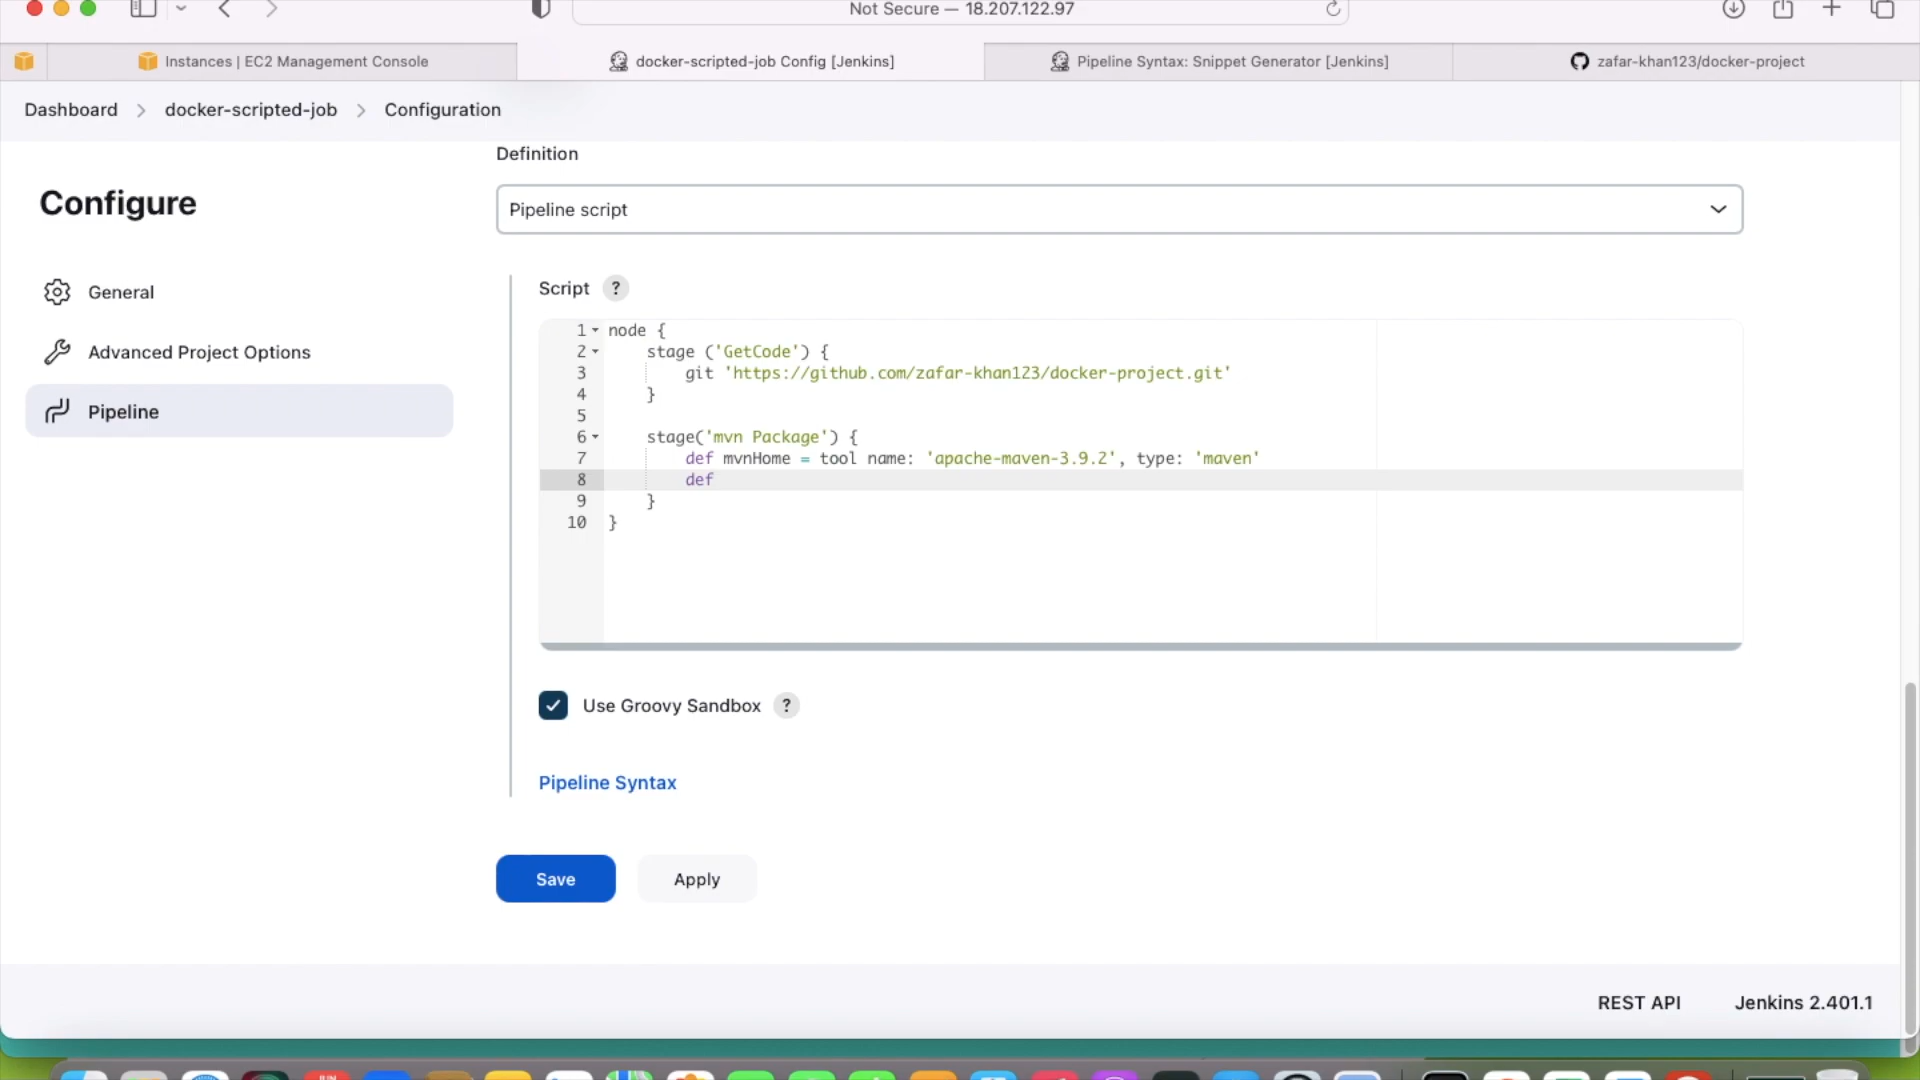 Not Secure — 18.207.122.97
Instances | EC2 Management Console
docker-scripted-job Config [Jenkins]
Pipeline Syntax: Snippet Generator [Jenkins]
zafar-khan123/docker-project
Dashboard
docker-scripted-job
Configuration
Configure
General
Advanced Project Options
Pipeline
Definition
Pipeline script
Script ?
1 node {
2 stage ('GetCode') {
3 git 'https://github.com/zafar-khan123/docker-project.git'
4 }
5
6 stage('mvn Package') {
7 def mvnHome = tool name: 'apache-maven-3.9.2', type: 'maven'
8 def
9 }
10 }
Use Groovy Sandbox ?
Pipeline Syntax
Save
Apply
REST API
Jenkins 2.401.1